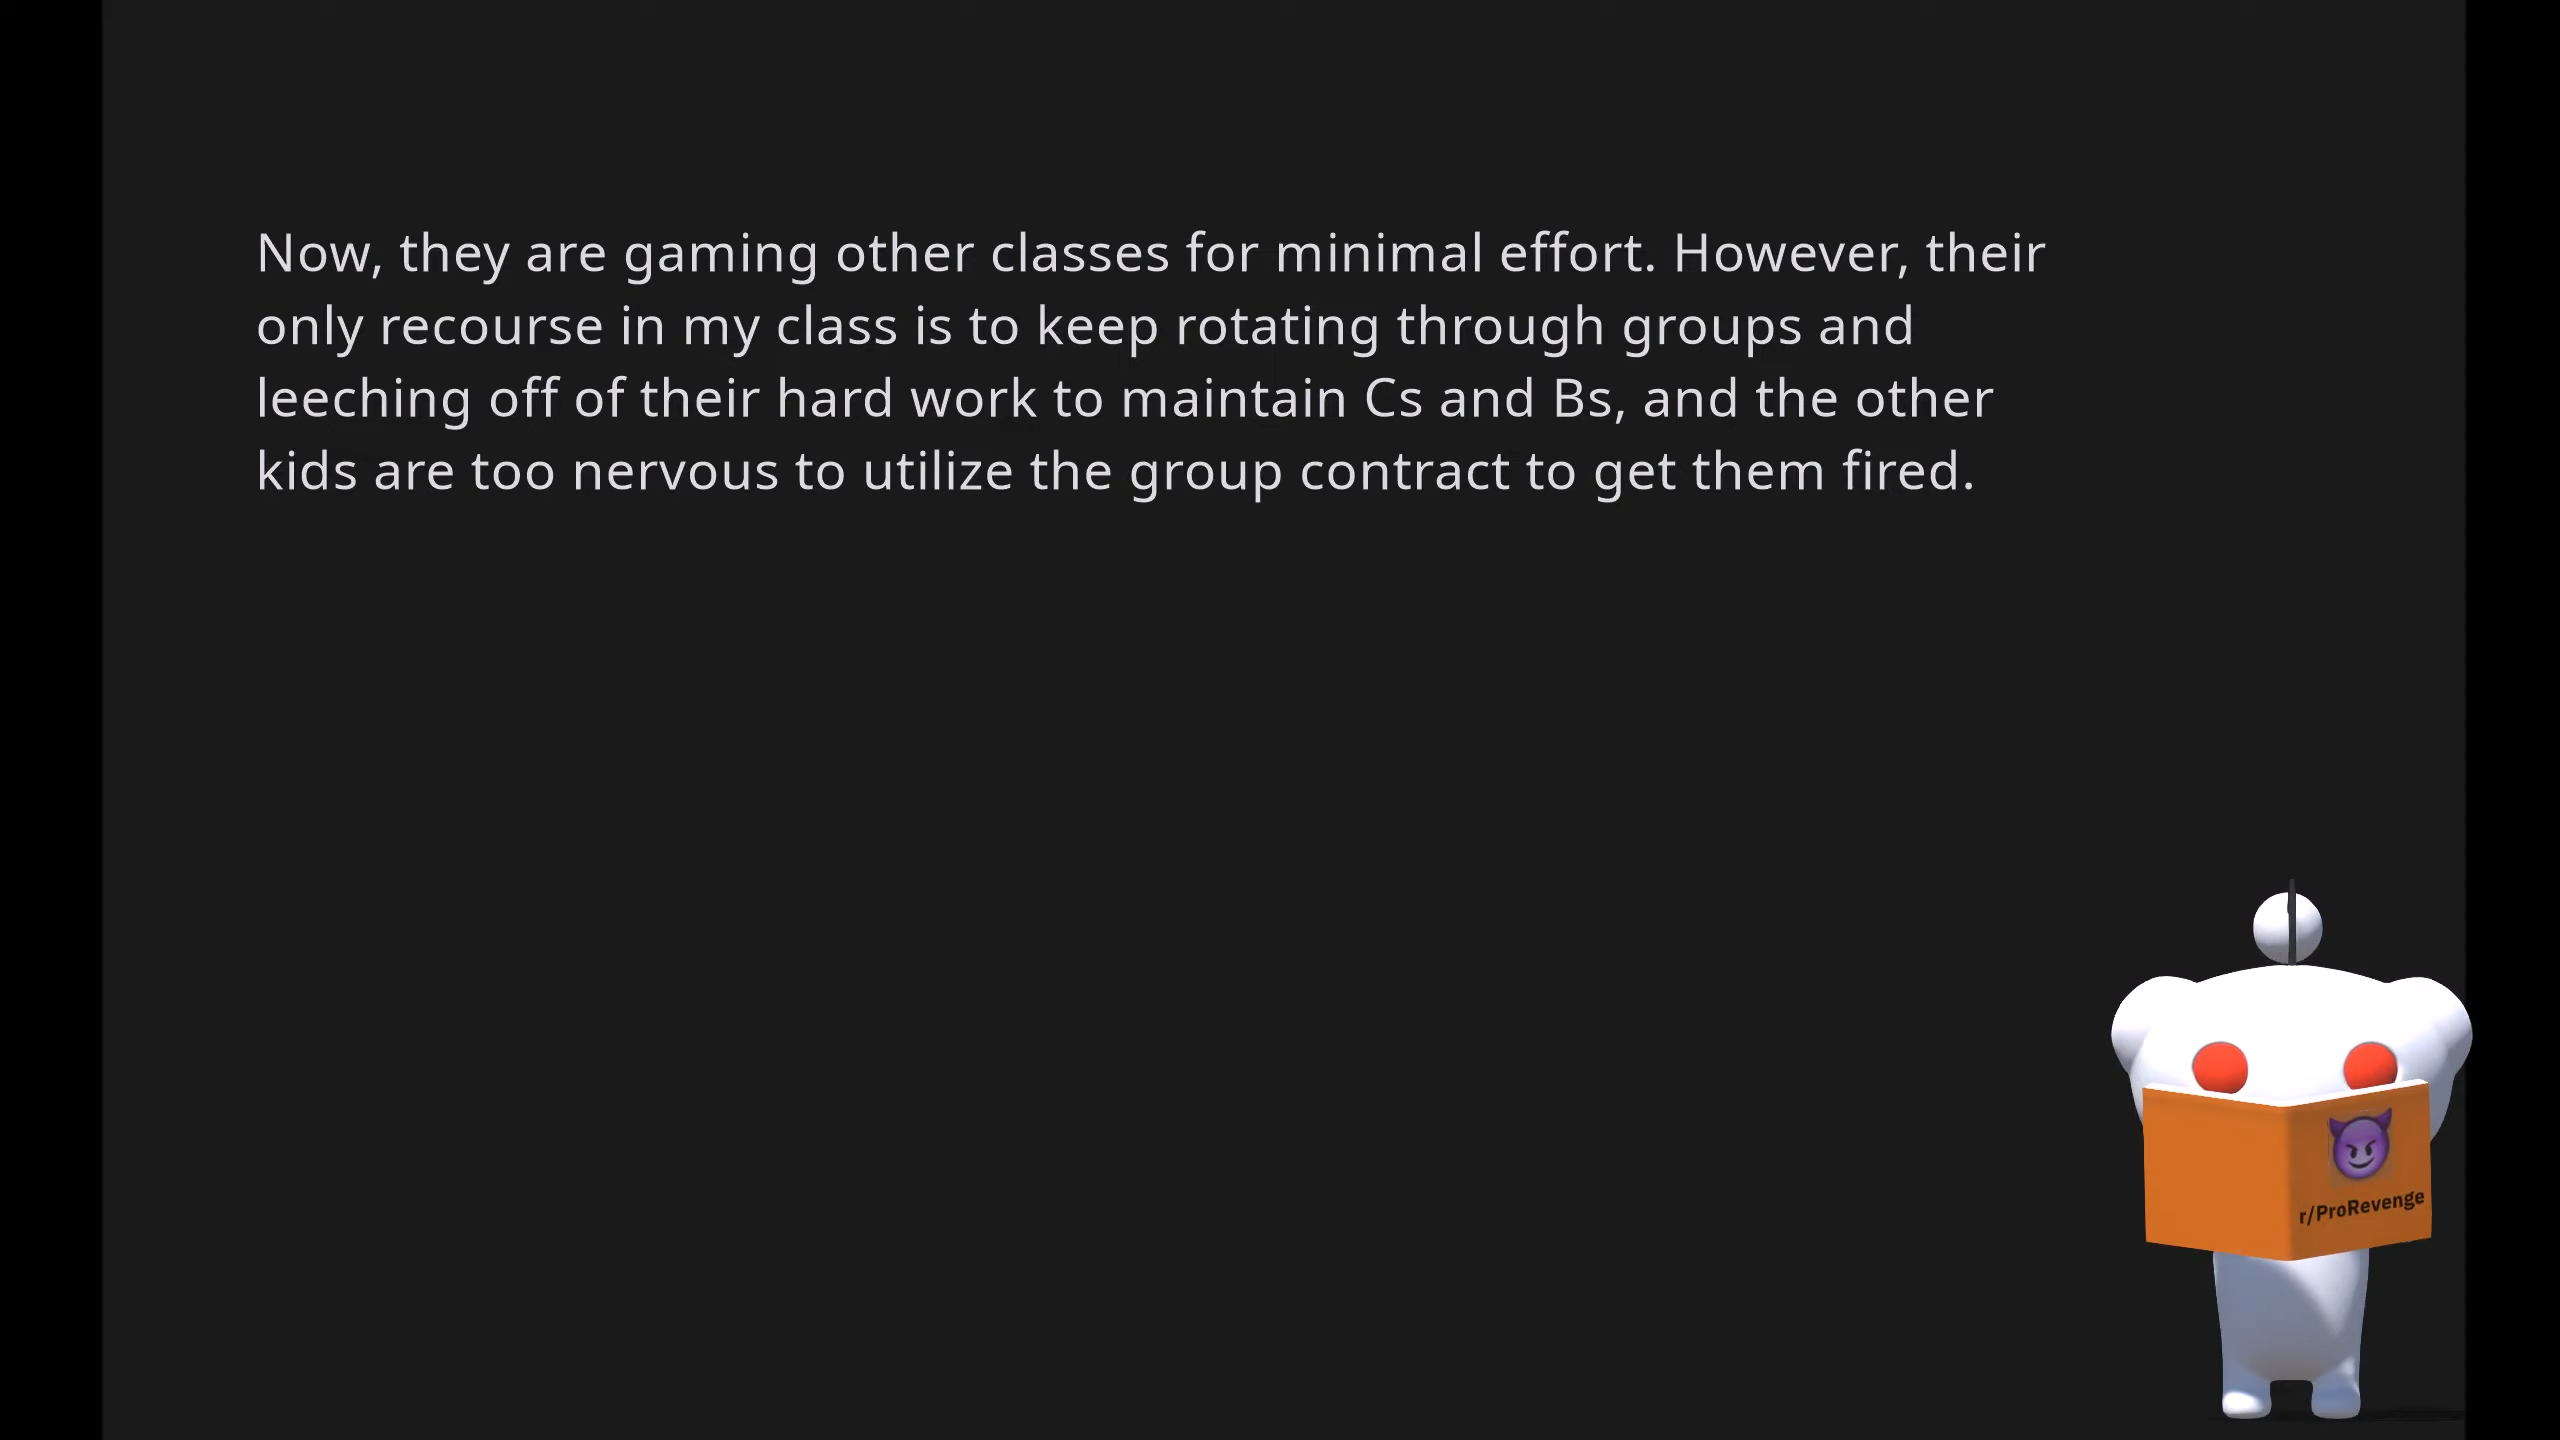 Now, they are gaming other classes for minimal effort. However, their
only recourse in my class is to keep rotating through groups and
leeching off of their hard work to maintain Cs and Bs, and the other
kids are too nervous to utilize the group contract to get them fired.
r/ProRevenge